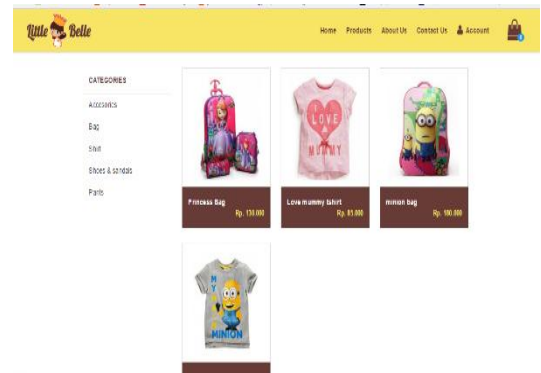 Little Belle
Home Products About Us Contact Us Account
CATEGORIES
Accesories
Bag
Shirt
Shoes & sandals
Pants
Princess Bag
Rp. 130.000
I
LOVE
MUMMY
Love mummy tshirt
Rp. 85.000
minion bag
Rp. 100.000
MY
MINION